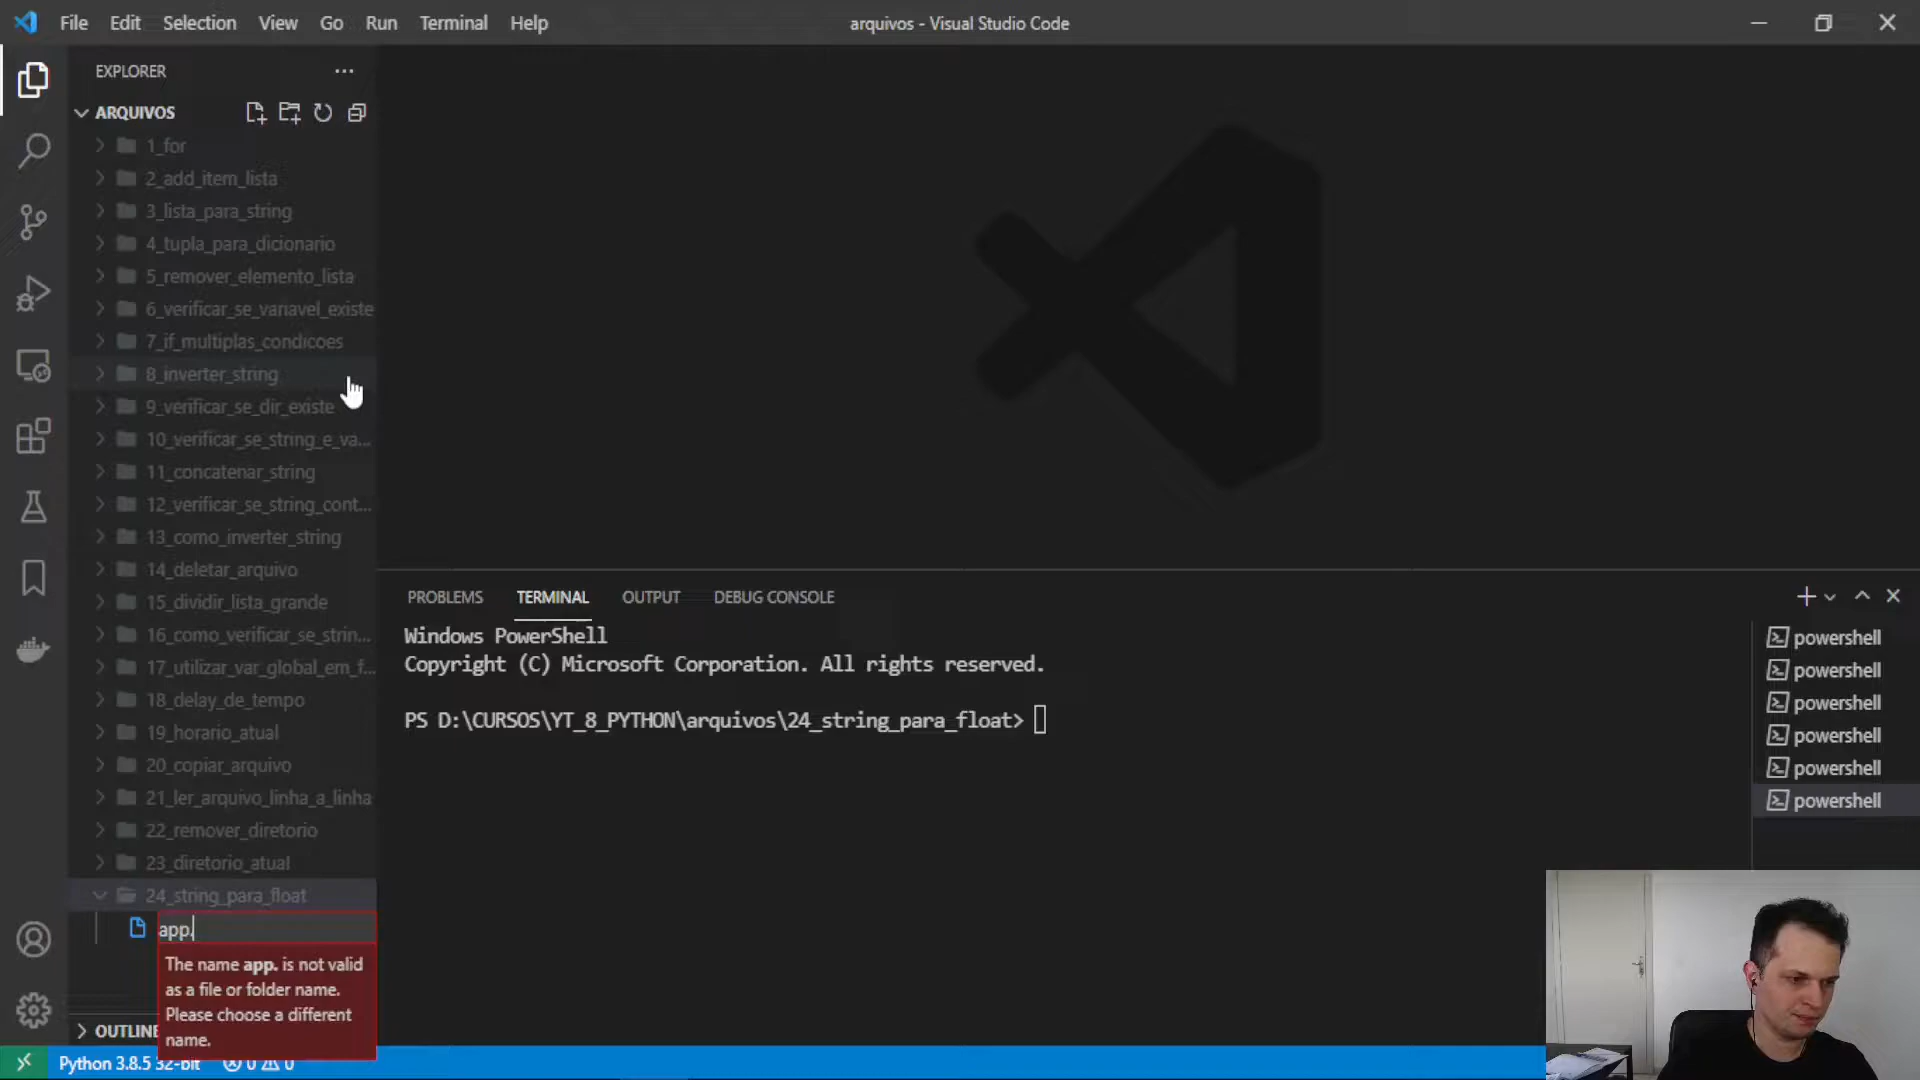 File Edit Selection View Go Run Terminal Help
arquivos - Visual Studio Code
EXPLORER
ARQUIVOS
1_for
2_add_item_lista
3_lista_para_string
4_tupla_para_dicionario
5_remover_elemento_lista
6_verificar_se_variavel_existe
7_if_multiplas_condicoes
8_inverter_string
9_verificar_se_dir_existe
10_verificar_se_string_e_va...
11_concatenar_string
12_verificar_se_string_cont...
13_como_inverter_string
14_deletar_arquivo
15_dividir_lista_grande
16_como_verificar_se_strin...
17_utilizar_var_global_em_f...
18_delay_de_tempo
19_horario_atual
20_copiar_arquivo
21_ler_arquivo_linha_a_linha
22_remover_diretorio
23_diretorio_atual
24_string_para_float
app.
The name app. is not valid
as a file or folder name.
Please choose a different
name.
OUTLINE
PROBLEMS TERMINAL OUTPUT DEBUG CONSOLE
Windows PowerShell
Copyright (C) Microsoft Corporation. All rights reserved.
PS D:\CURSOS\YT_8_PYTHON\arquivos\24_string_para_float>
powershell
powershell
powershell
powershell
powershell
powershell
Python 3.8.5 32-bit 0 0